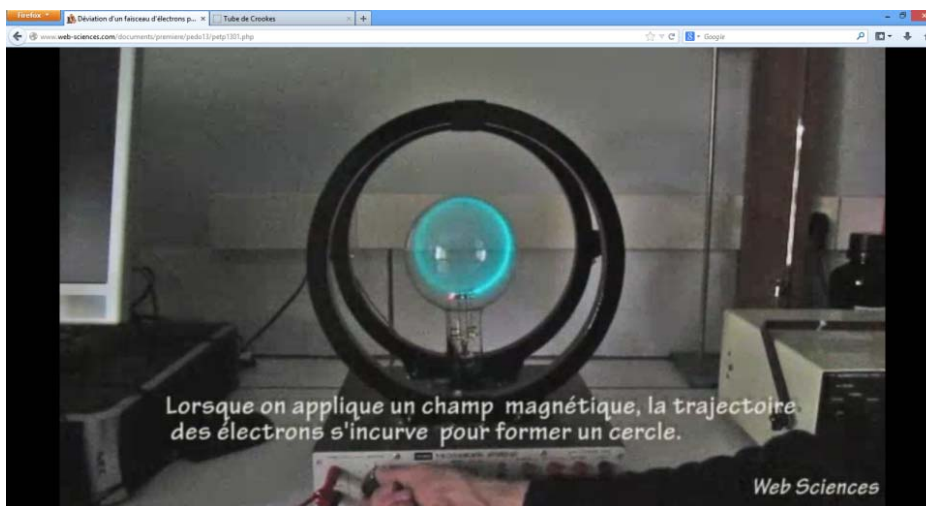 Firefox
Déviation d'un faisceau d'électrons p...
Tube de Crookes
www.web-sciences.com/documents/premiere/pedo13/petp1301.php
Google
Lorsque on applique un champ magnétique, la trajectoire
des électrons s'incurve pour former un cercle.
Web Sciences